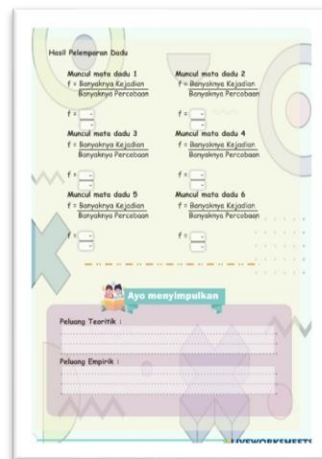 Hasil Pelemparan Dadu
Muncul mata dadu 1 Muncul mata dadu 2
f = Banyaknya Kejadian f = Banyaknya Kejadian
Banyaknya Percobaan Banyaknya Percobaan
f = f =
Muncul mata dadu 3 Muncul mata dadu 4
f = Banyaknya Kejadian f = Banyaknya Kejadian
Banyaknya Percobaan Banyaknya Percobaan
f = f =
Muncul mata dadu 5 Muncul mata dadu 6
f = Banyaknya Kejadian f = Banyaknya Kejadian
Banyaknya Percobaan Banyaknya Percobaan
f = f =
Ayo menyimpulkan
Peluang Teoritik :
Peluang Empirik :
LIVEWORKSHEETS